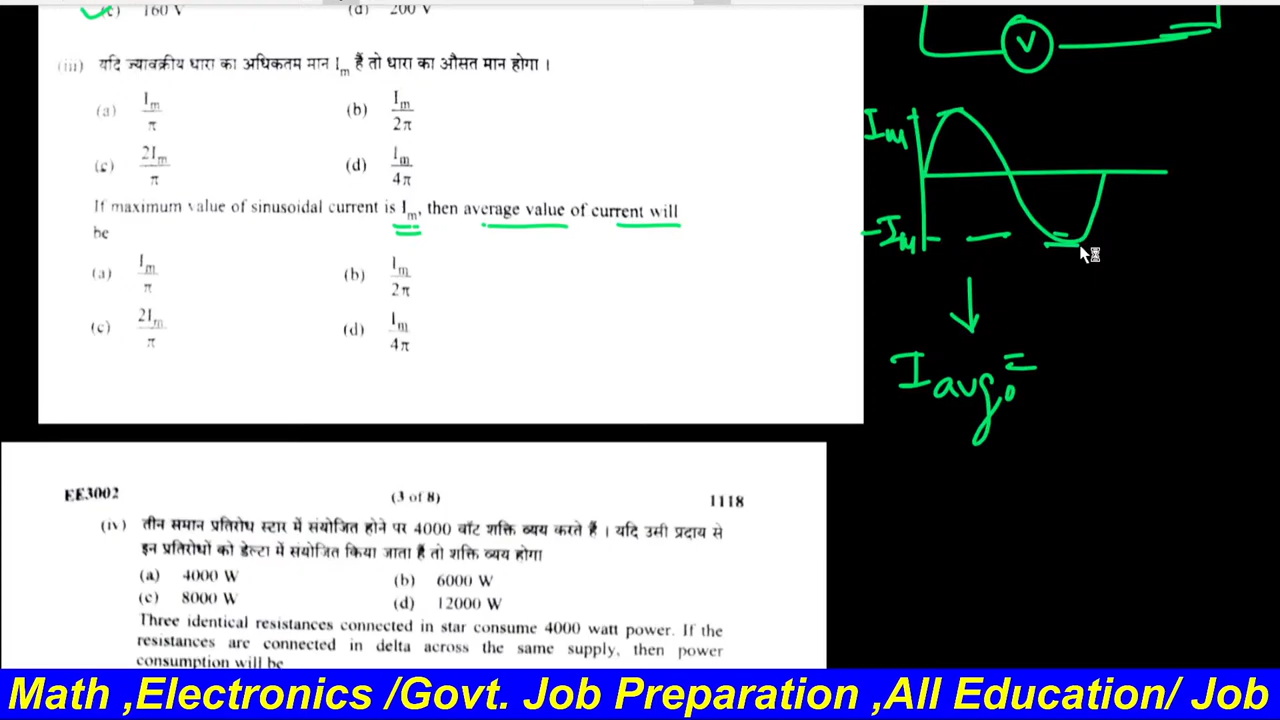 (c) 160 V (d) 200 V
(iii) यदि ज्यावक्रीय धारा का अधिकतम मान Im हैं तो धारा का औसत मान होगा ।
(a) Im/π (b) Im/2π
(c) 2Im/π (d) Im/4π
If maximum value of sinusoidal current is Im, then average value of current will
be
(a) Im/π (b) Im/2π
(c) 2Im/π (d) Im/4π
V
Im
-Im
Iavg =
EE3002 (3 of 8) 1118
(iv) तीन समान प्रतिरोध स्टार में संयोजित होने पर 4000 वॉट शक्ति व्यय करते हैं । यदि उसी प्रदाय से
इन प्रतिरोधों को डेल्टा में संयोजित किया जाता हैं तो शक्ति व्यय होगा
(a) 4000 W (b) 6000 W
(c) 8000 W (d) 12000 W
Three identical resistances connected in star consume 4000 watt power. If the
resistances are connected in delta across the same supply, then power
consumption will be
Math ,Electronics /Govt. Job Preparation ,All Education/ Job